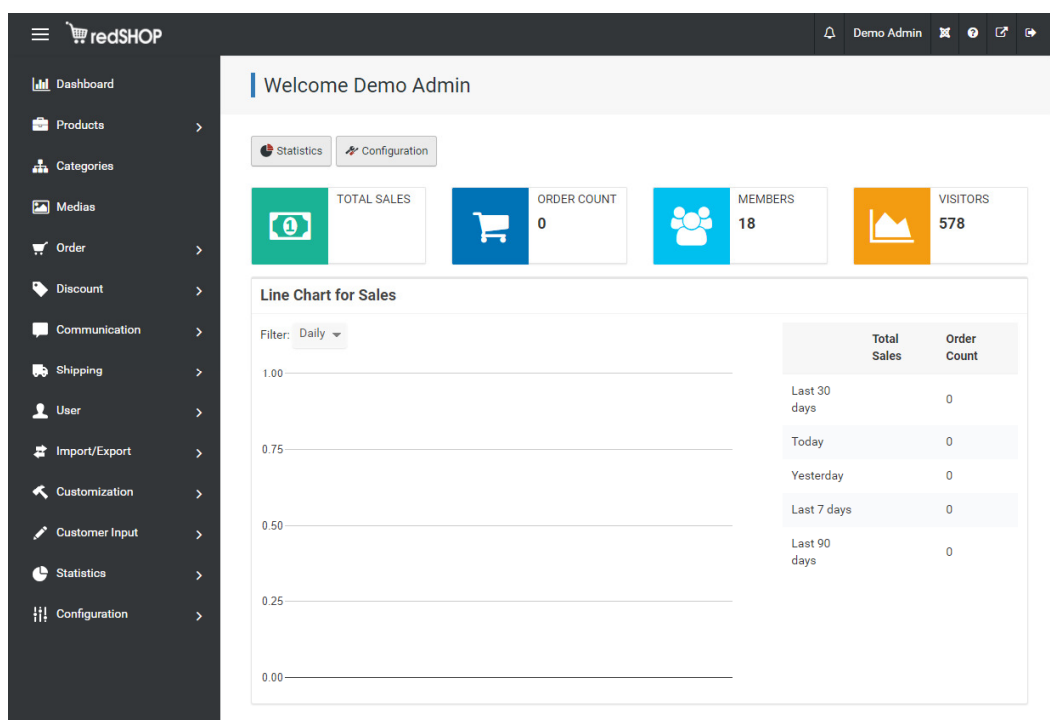 redSHOP
Demo Admin
Dashboard
Products
Categories
Medias
Order
Discount
Communication
Shipping
User
Import/Export
Customization
Customer Input
Statistics
Configuration
Welcome Demo Admin
Statistics
Configuration
TOTAL SALES
ORDER COUNT
0
MEMBERS
18
VISITORS
578
Line Chart for Sales
Filter: Daily
1.00
0.75
0.50
0.25
0.00
Total Sales
Order Count
Last 30 days 0
Today 0
Yesterday 0
Last 7 days 0
Last 90 days 0